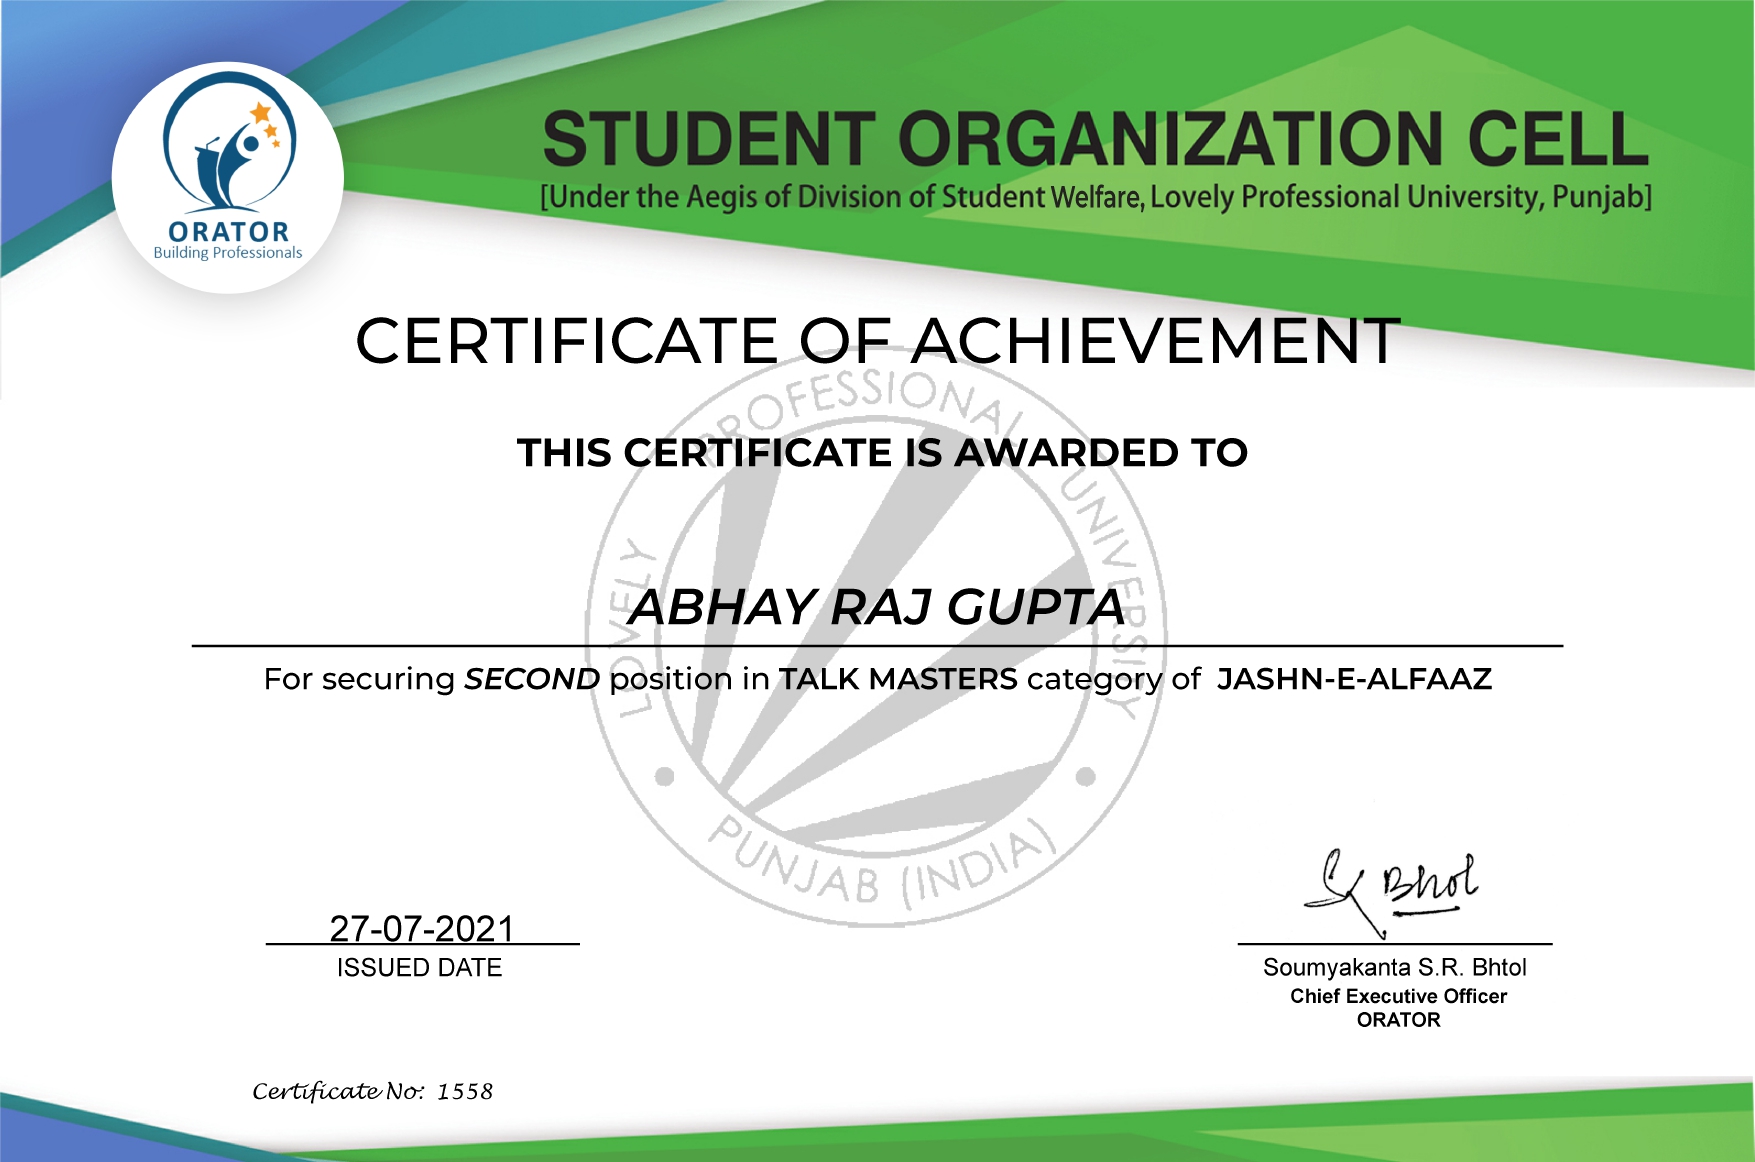 STUDENT ORGANIZATION CELL
[Under the Aegis of Division of Student Welfare, Lovely Professional University, Punjab]
ORATOR
Building Professionals
CERTIFICATE OF ACHIEVEMENT
THIS CERTIFICATE IS AWARDED TO
ABHAY RAJ GUPTA
For securing SECOND position in TALK MASTERS category of JASHN-E-ALFAAZ
LOVELY PROFESSIONAL UNIVERSIY
PUNJAB (INDIA)
27-07-2021
ISSUED DATE
Bhol
Soumyakanta S.R. Bhtol
Chief Executive Officer
ORATOR
Certificate No: 1558